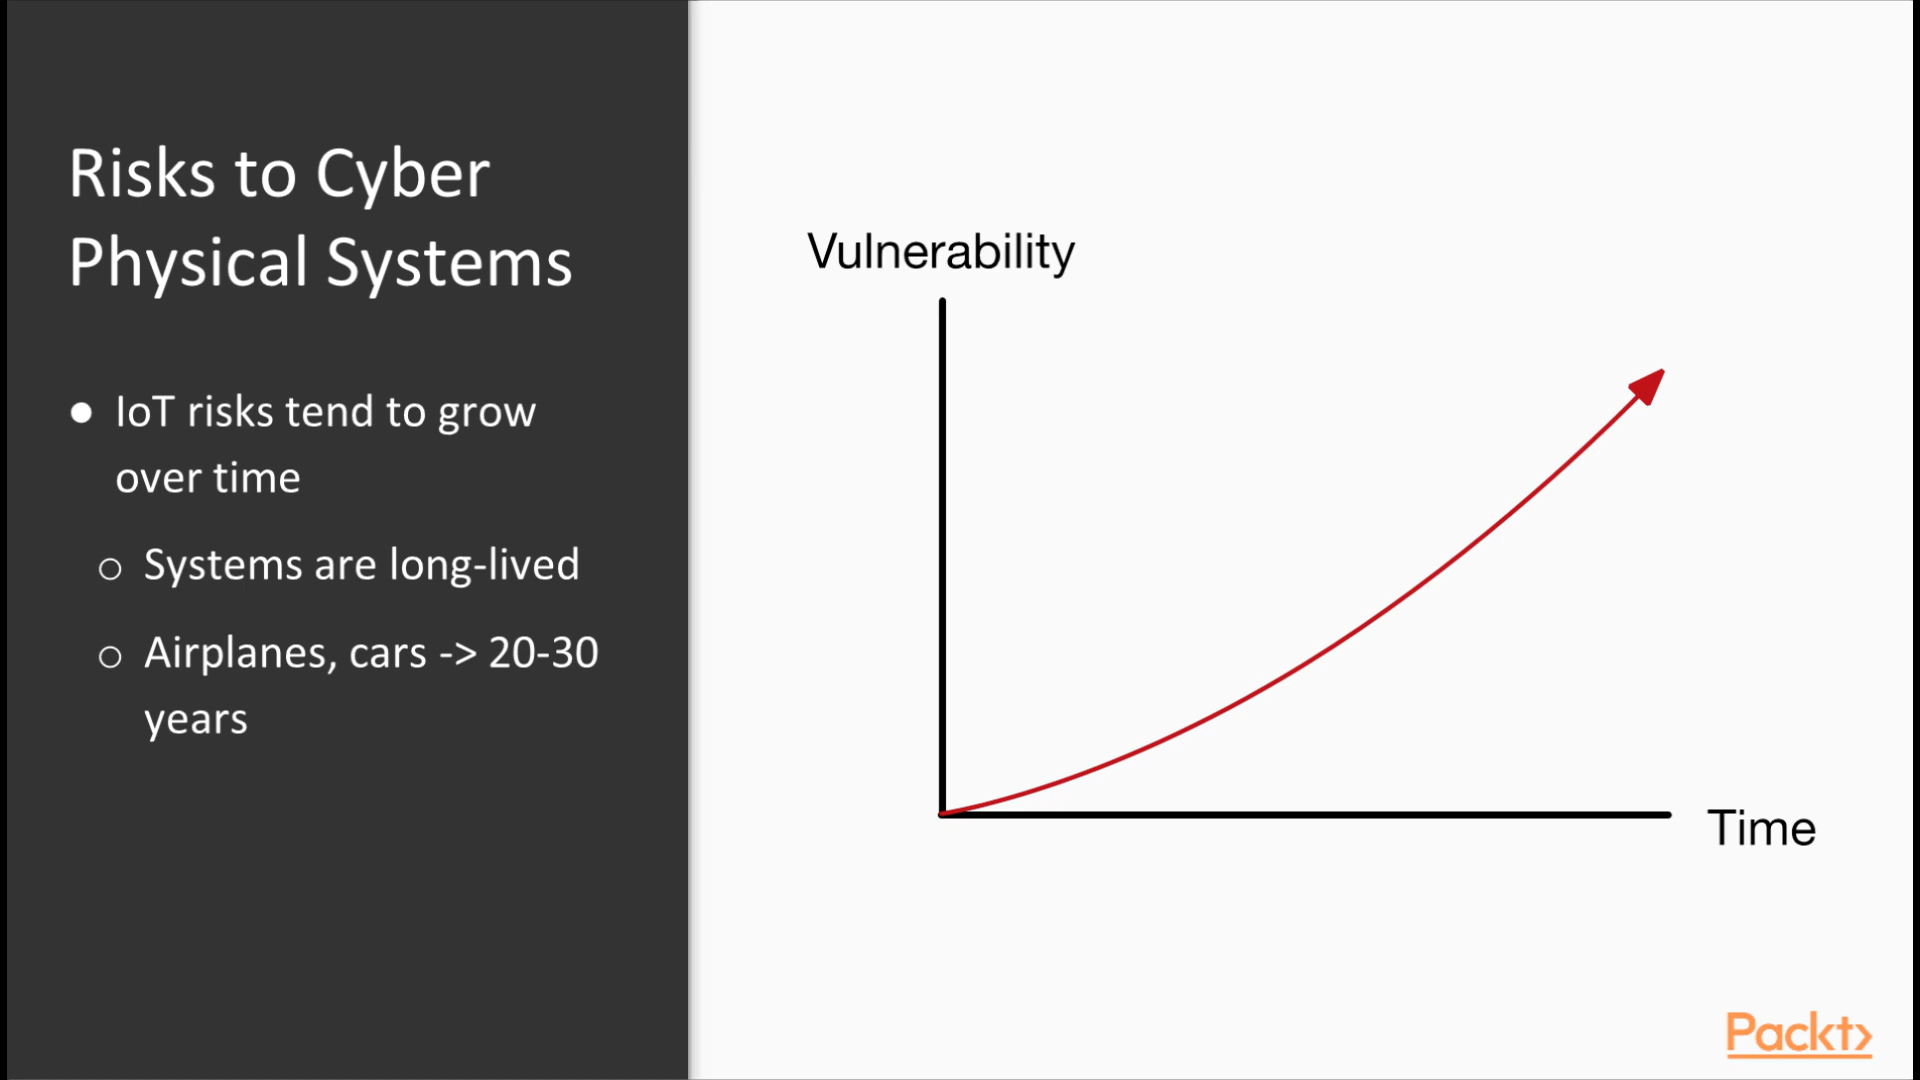 Risks to Cyber
Physical Systems
● IoT risks tend to grow
over time
○ Systems are long-lived
○ Airplanes, cars -> 20-30
years
Vulnerability
Time
Packt>